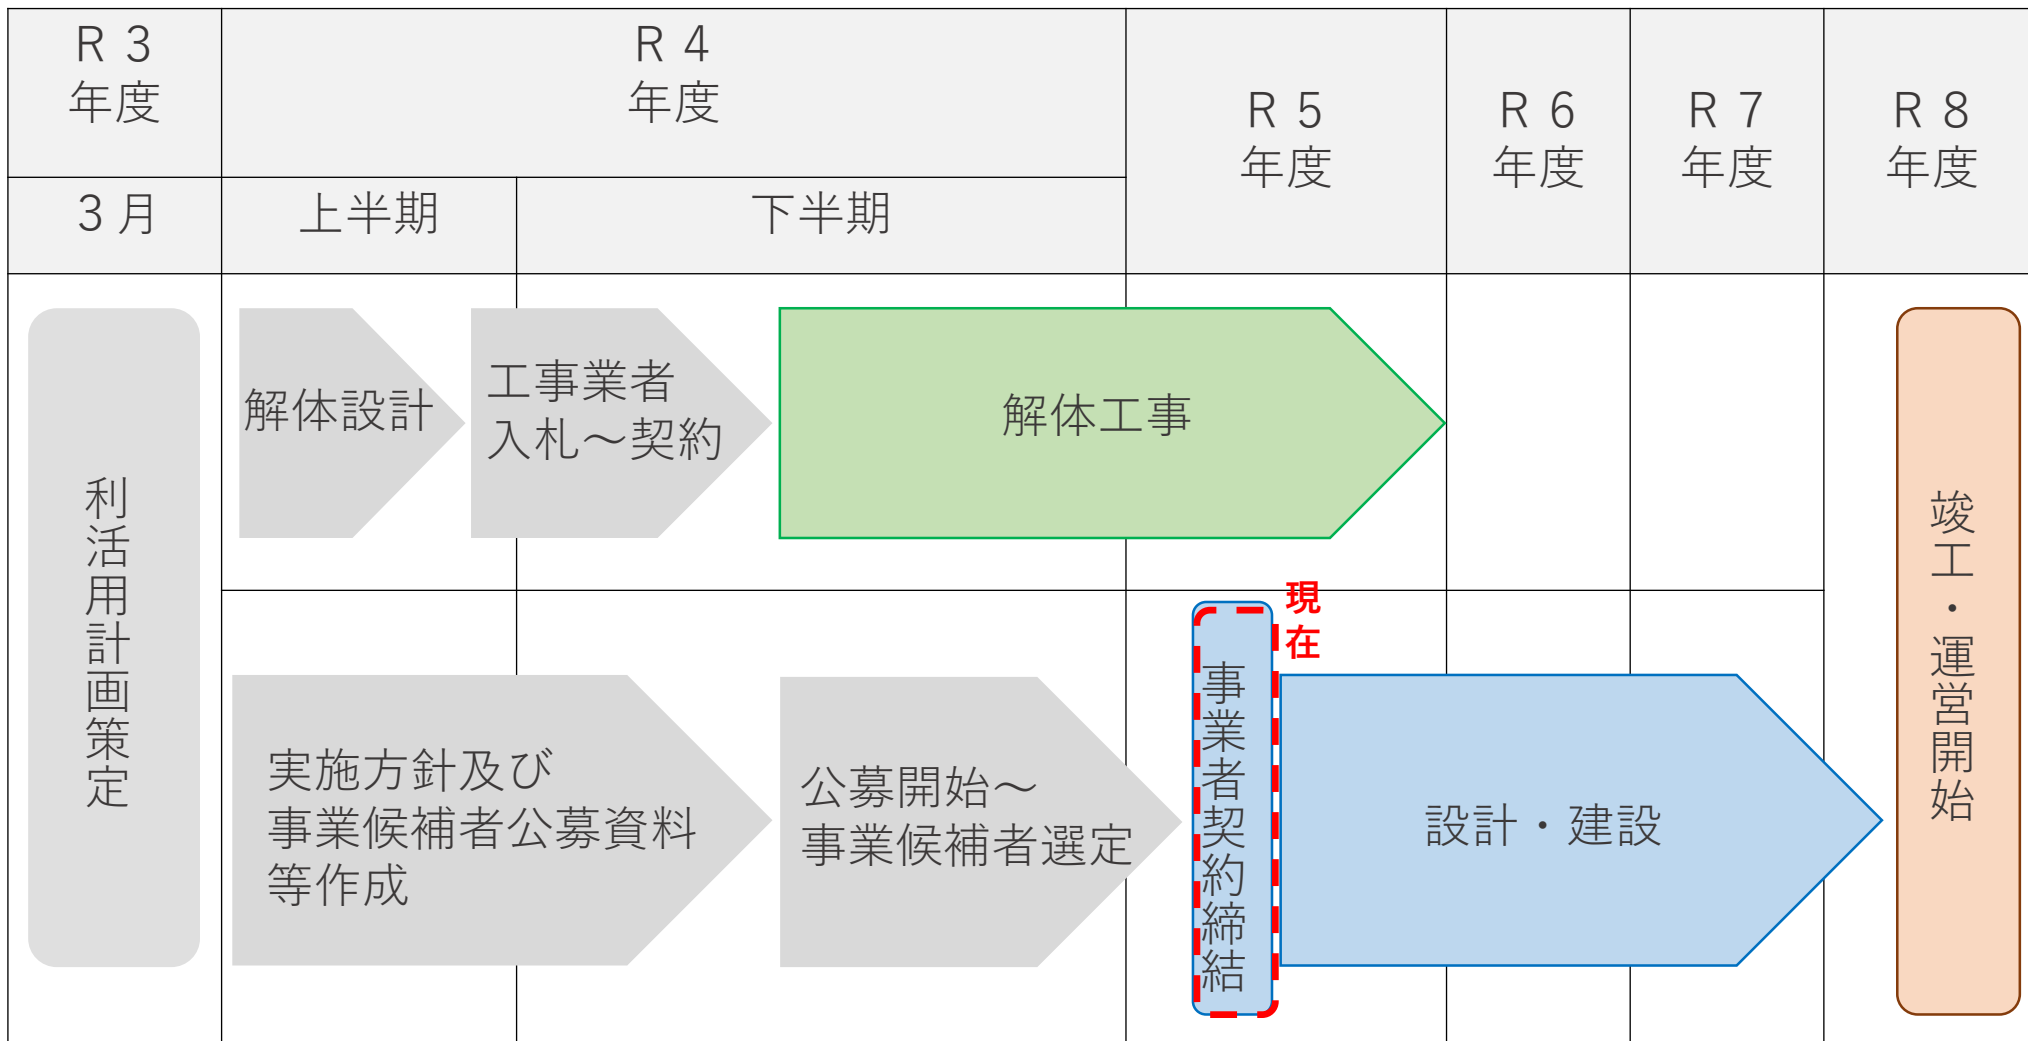 R 3
年度
R 4
年度
R 5
年度
R 6
年度
R 7
年度
R 8
年度
3 月
上半期
下半期
利活用計画策定
解体設計
工事業者
入札～契約
解体工事
実施方針及び
事業候補者公募資料
等作成
公募開始～
事業候補者選定
現在
事業者契約締結
設計・建設
竣工・運営開始